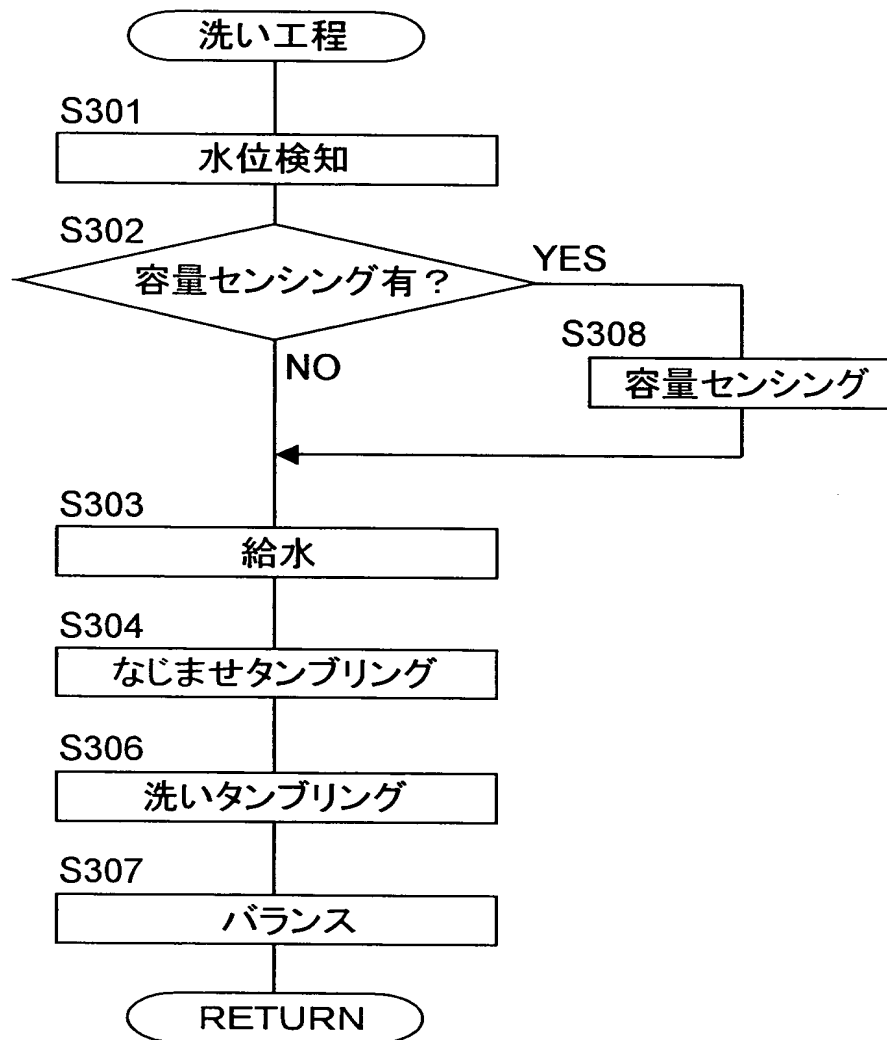 洗い工程
S301
水位検知
S302
容量センシング有？
YES
NO
S308
容量センシング
S303
給水
S304
なじませタンブリング
S306
洗いタンブリング
S307
バランス
RETURN